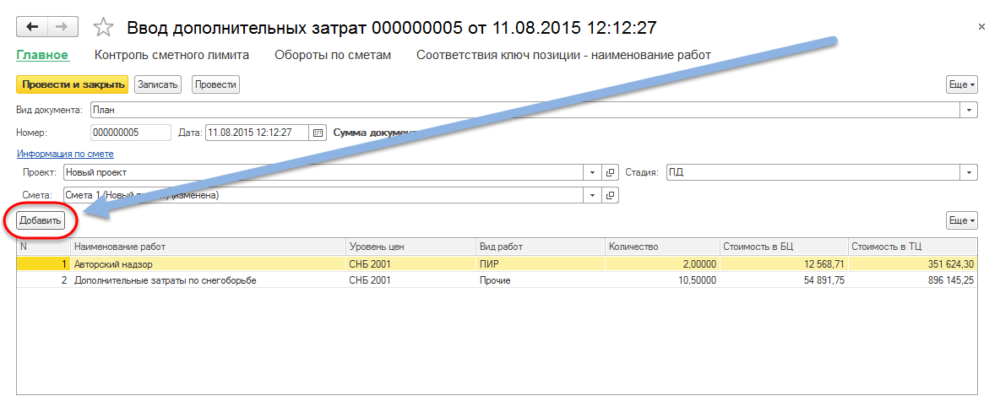 Ввод дополнительных затрат 000000005 от 11.08.2015 12:12:27
Главное Контроль сметного лимита Обороты по сметам Соответствия ключ позиции - наименование работ
Провести и закрыть Записать Провести Еще
Вид документа: План
Номер: 000000005 Дата: 11.08.2015 12:12:27 Сумма
Информация по смете
Проект: Новый проект Стадия: ПД
Смета: Смета 1 (Новый (изменена)
Добавить Еще
N Наименование работ Уровень цен Вид работ Количество Стоимость в БЦ Стоимость в ТЦ
1 Авторский надзор СНБ 2001 ПИР 2,00000 12 568,71 351 624,30
2 Дополнительные затраты по снегоборьбе СНБ 2001 Прочие 10,50000 54 891,75 896 145,25